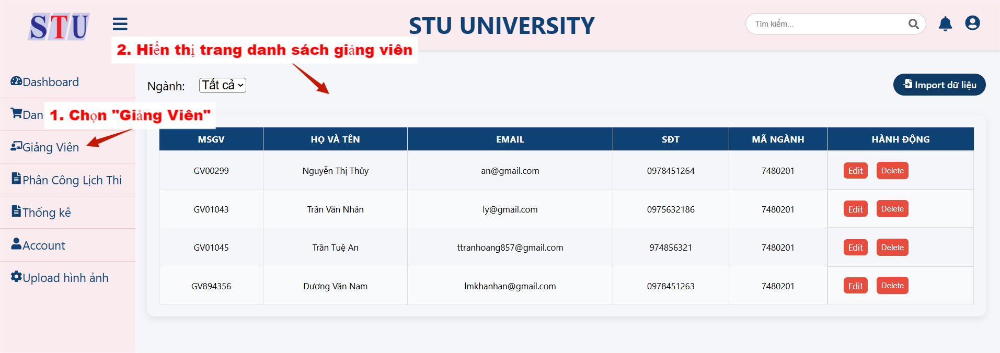 STU
STU UNIVERSITY
Tìm kiếm...
2. Hiển thị trang danh sách giảng viên
Dashboard
Ngành:
Tất cả
Import dữ liệu
Dan
1. Chọn "Giảng Viên"
Giảng Viên
Phân Công Lịch Thi
Thống kê
Account
Upload hình ảnh
MSGV HỌ VÀ TÊN EMAIL SĐT MÃ NGÀNH HÀNH ĐỘNG
GV00299 Nguyễn Thị Thủy an@gmail.com 0978451264 7480201 Edit Delete
GV01043 Trần Văn Nhân ly@gmail.com 0975632186 7480201 Edit Delete
GV01045 Trần Tuệ An ttranhoang857@gmail.com 974856321 7480201 Edit Delete
GV894356 Dương Văn Nam lmkhanhan@gmail.com 0978451263 7480201 Edit Delete